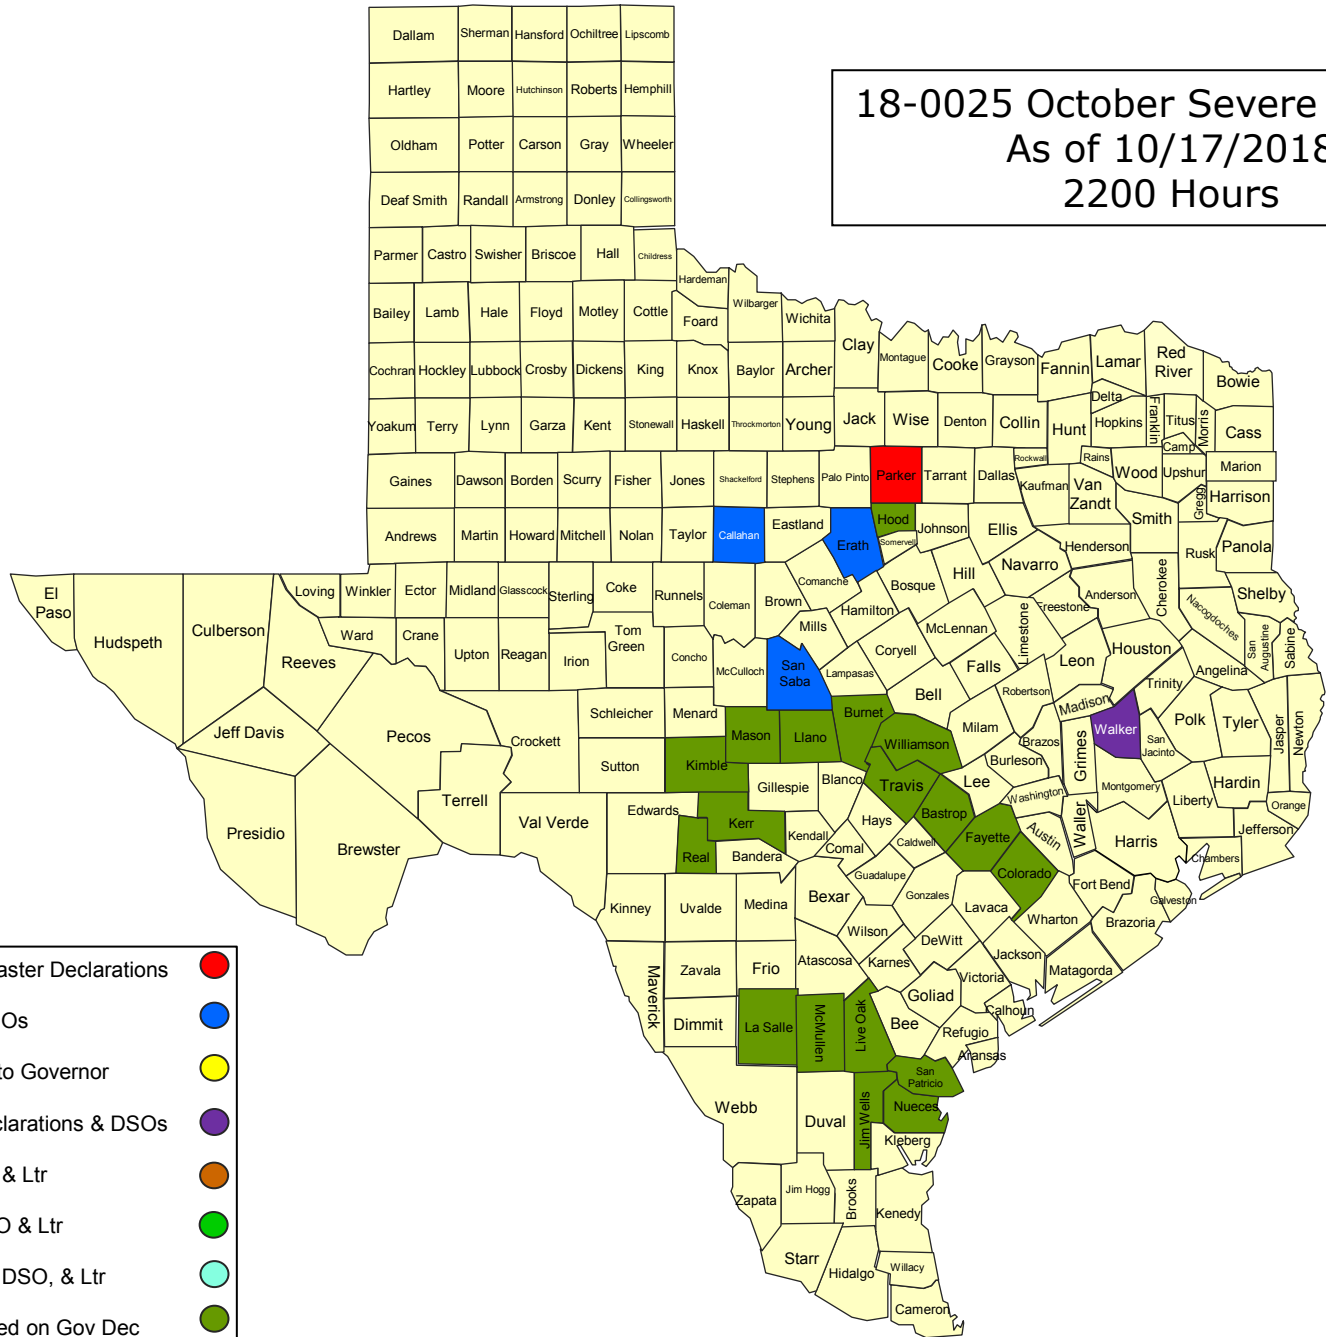 Dallam Sherman Hansford Ochiltree Lipscomb
Hartley Moore Hutchinson Roberts Hemphill
18-0025 October Severe
As of 10/17/2018
2200 Hours
Oldham Potter Carson Gray Wheeler
Deaf Smith Randall Armstrong Donley Collingsworth
Parmer Castro Swisher Briscoe Hall Childress
Hardeman
Wilbarger
Bailey Lamb Hale Floyd Motley Cottle Foard Wichita
Clay Montague Cooke Grayson Fannin Lamar Red River Bowie
Cochran Hockley Lubbock Crosby Dickens King Knox Baylor Archer
Delta
Yoakum Terry Lynn Garza Kent Stonewall Haskell Throckmorton Young Jack Wise Denton Collin Hunt Hopkins Franklin Titus Morris Cass
Camp
Gaines Dawson Borden Scurry Fisher Jones Shackelford Stephens Palo Pinto Parker Tarrant Dallas Rockwall Rains Wood Upshur Marion
Kaufman Van Zandt Gregg Harrison
Andrews Martin Howard Mitchell Nolan Taylor Callahan Eastland Erath Hood Johnson Ellis Smith
Somervell Henderson Rusk Panola
El Paso Hudspeth Culberson Loving Winkler Ector Midland Glasscock Sterling Coke Runnels Coleman Brown Comanche Bosque Hill Navarro Anderson Cherokee Shelby
Hamilton Freestone Nacogdoches
Ward Crane Upton Reagan Irion Tom Green Concho McCulloch Mills McLennan Limestone Leon Houston San Augustine Sabine
Reeves San Saba Lampasas Coryell Falls Angelina
Bell Robertson Trinity
Jeff Davis Pecos Crockett Schleicher Menard Mason Llano Burnet Milam Madison Walker San Jacinto Polk Tyler Jasper Newton
Williamson Brazos Grimes
Sutton Kimble Gillespie Blanco Travis Lee Burleson Montgomery Liberty Hardin
Terrell Washington Orange
Presidio Brewster Val Verde Edwards Kerr Kendall Hays Bastrop Fayette Austin Waller Harris Jefferson
Real Bandera Comal Caldwell Chambers
Guadalupe Colorado Fort Bend Galveston
Kinney Uvalde Medina Bexar Gonzales Lavaca Wharton Brazoria
Wilson DeWitt
Maverick Zavala Frio Atascosa Karnes Jackson Matagorda
Victoria
Goliad Calhoun
Dimmit La Salle McMullen Live Oak Bee Refugio
Aransas
San Patricio
Webb Duval Jim Wells Nueces
Kleberg
Zapata Jim Hogg Brooks Kenedy
Starr Hidalgo Willacy
Cameron
aster Declarations
Os
to Governor
clarations & DSOs
& Ltr
O & Ltr
DSO, & Ltr
ed on Gov Dec